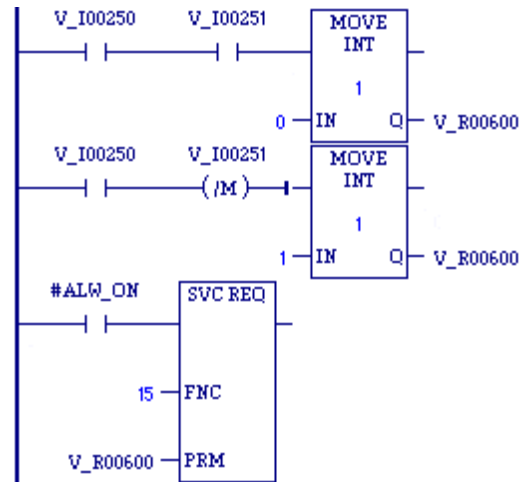 V_I00250 V_I00251 MOVE
INT
1
0 IN Q V_R00600
V_I00250 V_I00251 MOVE
(/M) INT
1
1 IN Q V_R00600
#ALW_ON SVC REQ
15 FNC
V_R00600 PRM